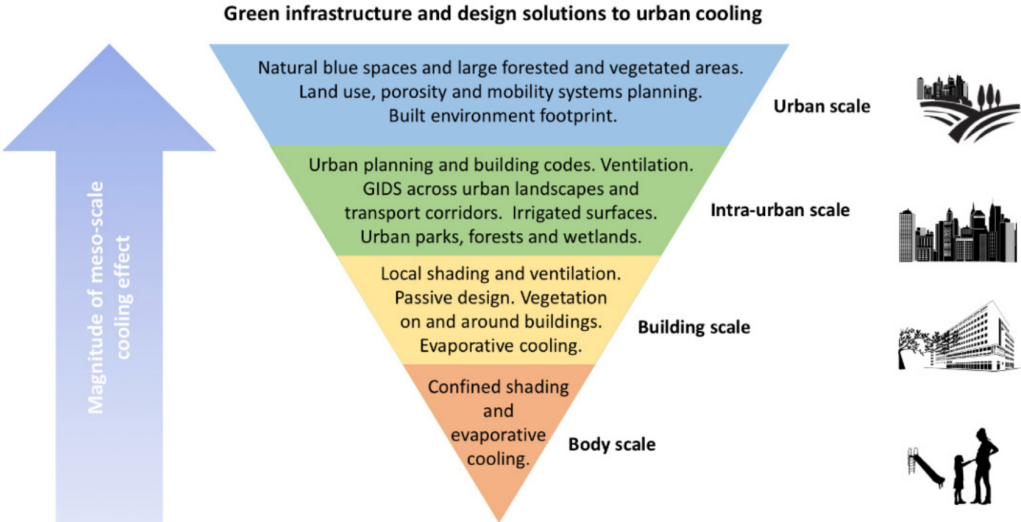 Green infrastructure and design solutions to urban cooling
Magnitude of meso-scale
cooling effect
Natural blue spaces and large forested and vegetated areas.
Land use, porosity and mobility systems planning.
Built environment footprint.
Urban scale
Urban planning and building codes. Ventilation.
GIDS across urban landscapes and
transport corridors. Irrigated surfaces.
Urban parks, forests and wetlands.
Intra-urban scale
Local shading and ventilation.
Passive design. Vegetation
on and around buildings.
Evaporative cooling.
Building scale
Confined shading
and
evaporative
cooling.
Body scale